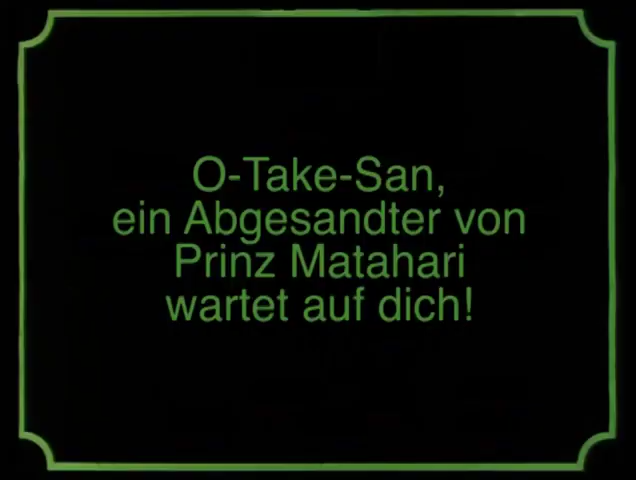 O-Take-San,
ein Abgesandter von
Prinz Matahari
wartet auf dich!